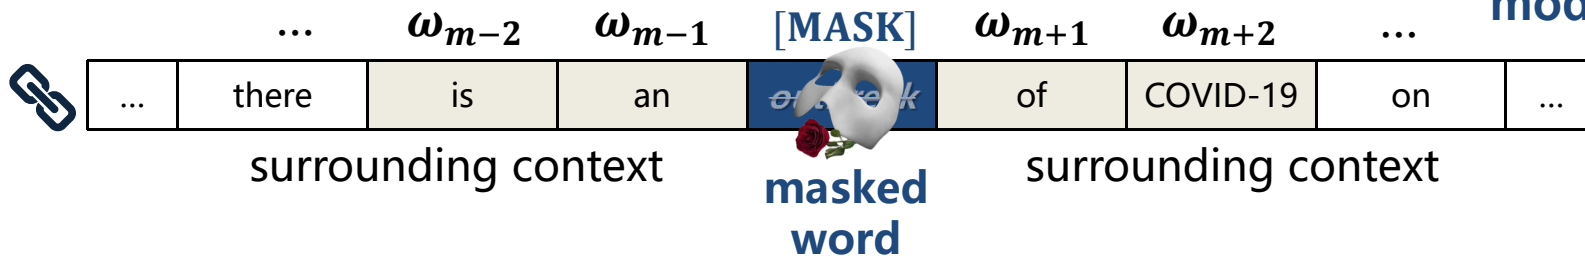 ... ω_{m−2} ω_{m−1} [MASK] ω_{m+1} ω_{m+2} ...
... there is an of COVID-19 on ...
surrounding context surrounding context
masked
word